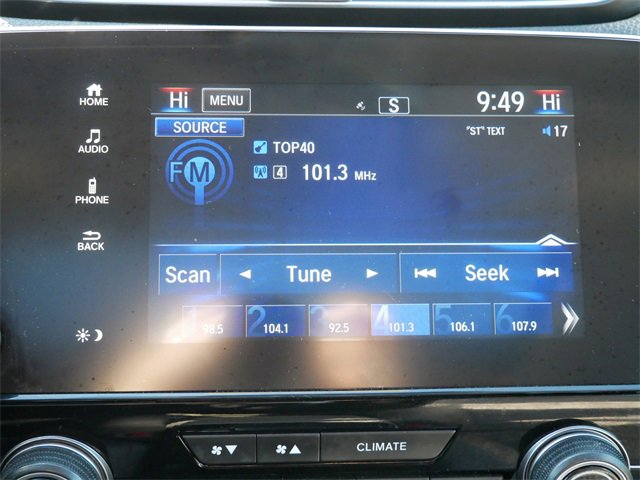 HOME
AUDIO
PHONE
BACK
Hi MENU S 9:49 Hi
SOURCE "ST" TEXT 17
FM TOP40
4 101.3 MHz
Scan Tune Seek
1 98.5 2 104.1 3 92.5 4 101.3 5 106.1 6 107.9
CLIMATE